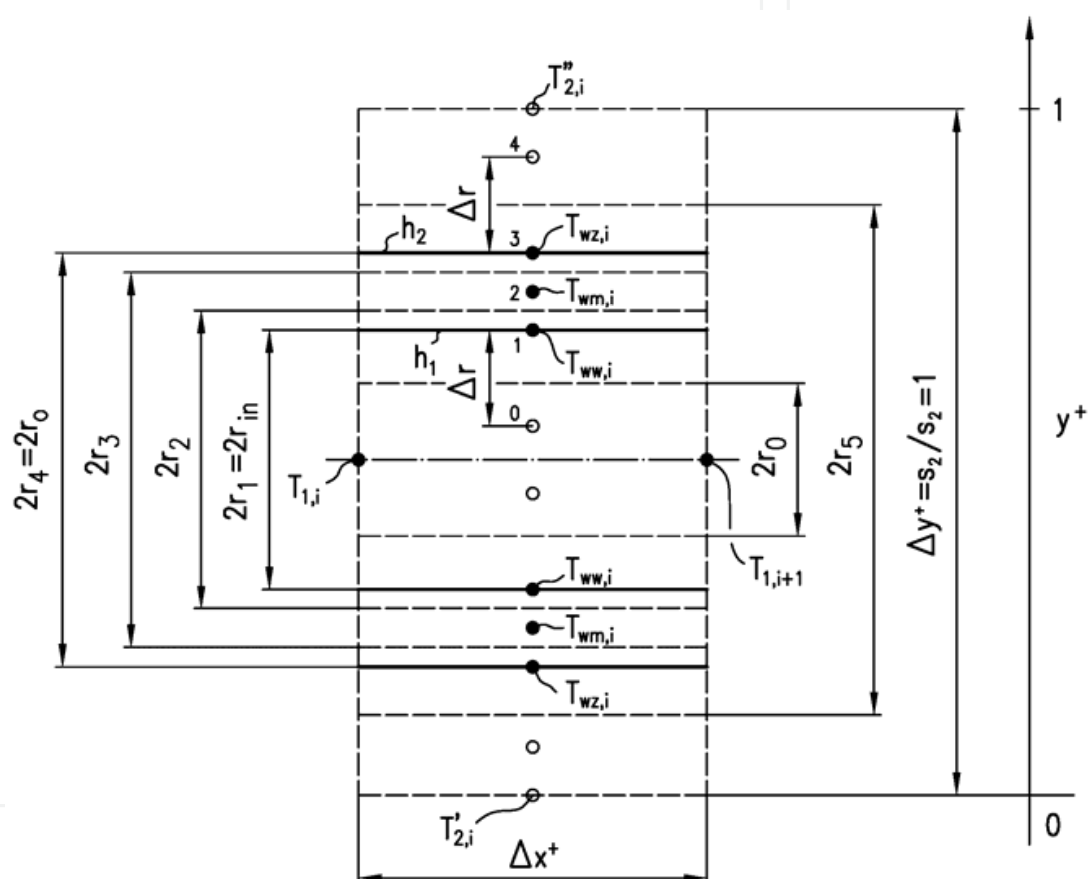 T"2,i
1
4
Δr
h2
3
Twz,i
2
Twm,i
h1
1
Tww,i
Δr
0
2r4=2ro
2r3
2r2
2r1=2rin
T1,i
2r0
2r5
Δy+=s2/s2=1
y+
T1,i+1
Tww,i
Twm,i
Twz,i
T'2,i
0
Δx+